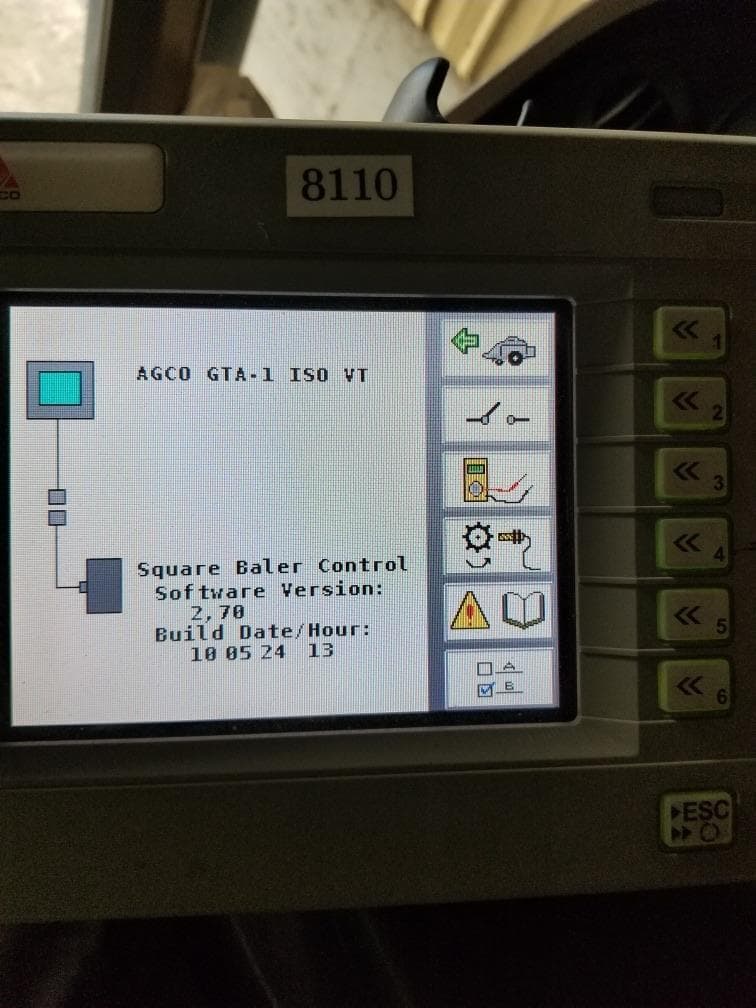 CO
8110
AGCO GTA-1 ISO VT
Square Baler Control
Software Version:
2,70
Build Date/Hour:
10 05 24 13
A
B
1
2
3
4
5
6
ESC